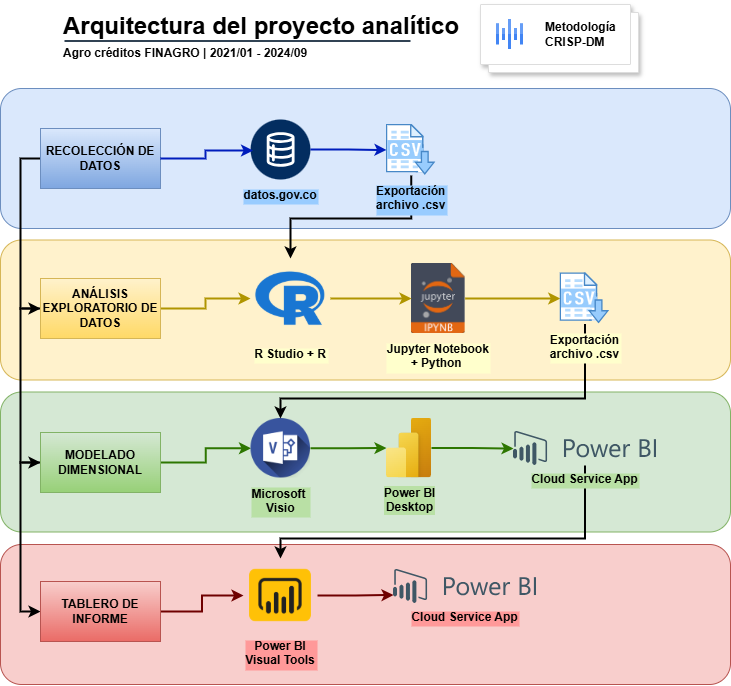 Arquitectura del proyecto analítico
Agro créditos FINAGRO | 2021/01 - 2024/09
Metodología
CRISP-DM
RECOLECCIÓN DE
DATOS
datos.gov.co
CSV
Exportación
archivo .csv
ANÁLISIS
EXPLORATORIO DE
DATOS
R
R Studio + R
jupyter
IPYNB
Jupyter Notebook
+ Python
CSV
Exportación
archivo .csv
MODELADO
DIMENSIONAL
V
Microsoft
Visio
Power BI
Desktop
Power BI
Cloud Service App
TABLERO DE
INFORME
Power BI
Visual Tools
Power BI
Cloud Service App